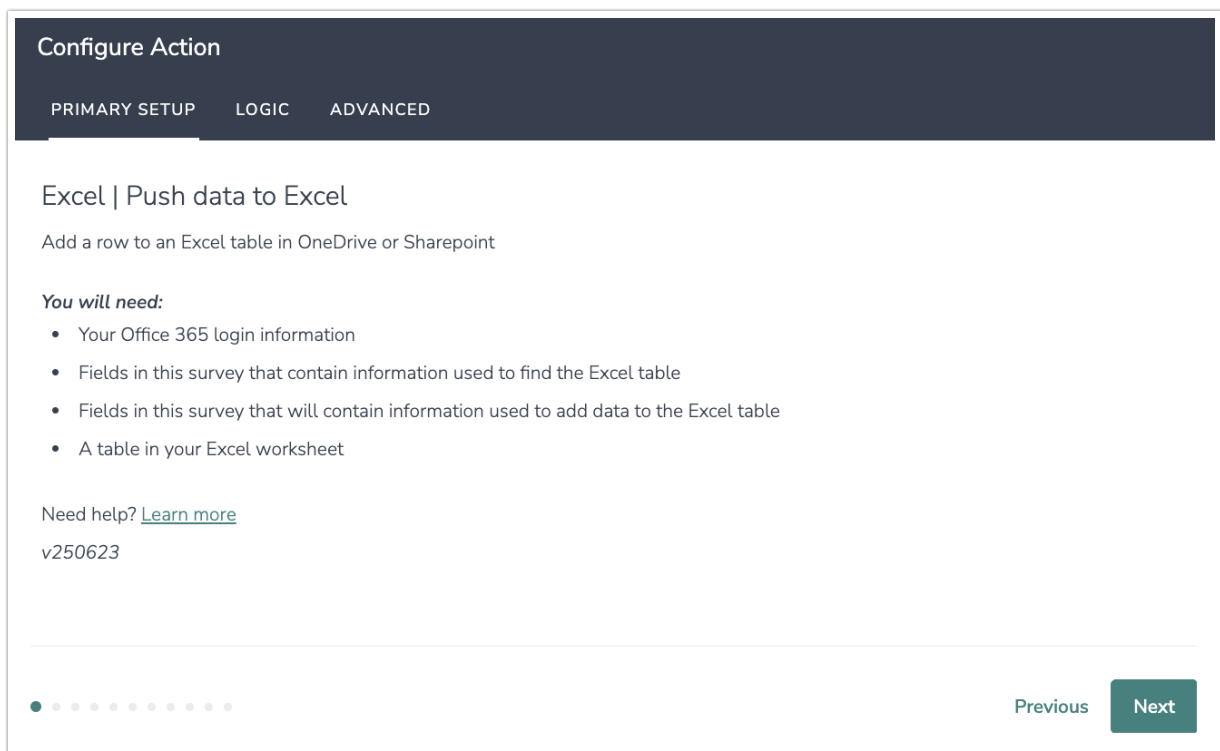 Configure Action
PRIMARY SETUP LOGIC ADVANCED
Excel | Push data to Excel
Add a row to an Excel table in OneDrive or Sharepoint
You will need:
• Your Office 365 login information
• Fields in this survey that contain information used to find the Excel table
• Fields in this survey that will contain information used to add data to the Excel table
• A table in your Excel worksheet
Need help? Learn more
v250623
Previous Next